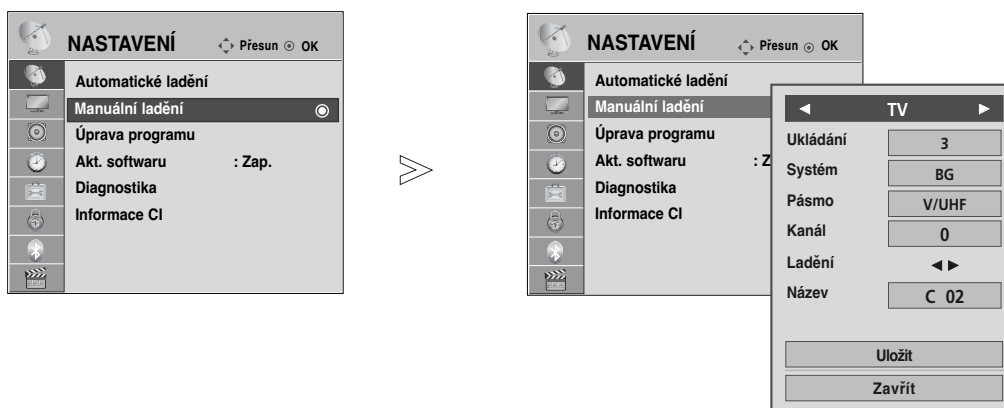 NASTAVENÍ Přesun OK
Automatické ladění
Manuální ladění
Úprava programu
Akt. softwaru : Zap.
Diagnostika
Informace CI
NASTAVENÍ Přesun OK
Automatické ladění
Manuální ladění
Úprava programu
Akt. softwaru : Z
Diagnostika
Informace CI
◄ TV ►
Ukládání 3
Systém BG
Pásmo V/UHF
Kanál 0
Ladění ◄ ►
Název C 02
Uložit
Zavřít